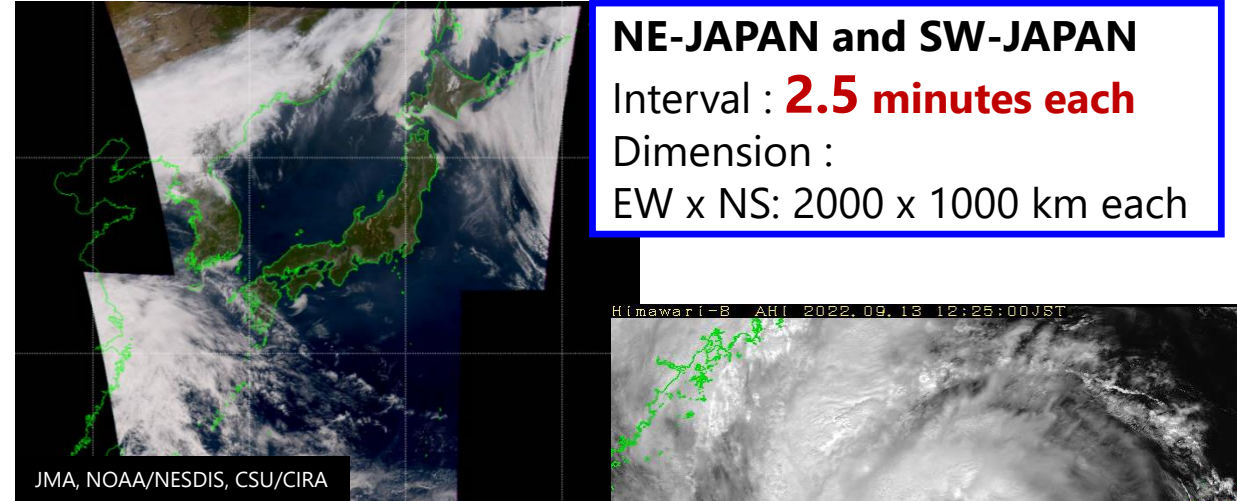 NE-JAPAN and SW-JAPAN
Interval : 2.5 minutes each
Dimension :
EW x NS: 2000 x 1000 km each
Himawari-8 AHI 2022.09.13 12:25:00JST
JMA, NOAA/NESDIS, CSU/CIRA